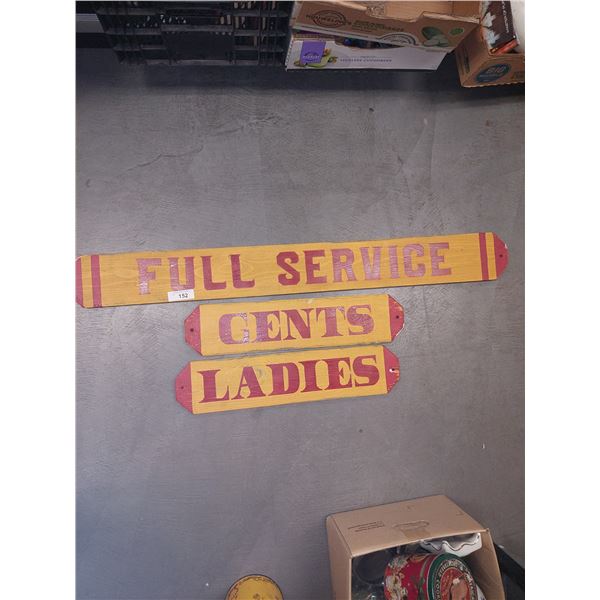 FULL SERVICE
152
GENTS
LADIES